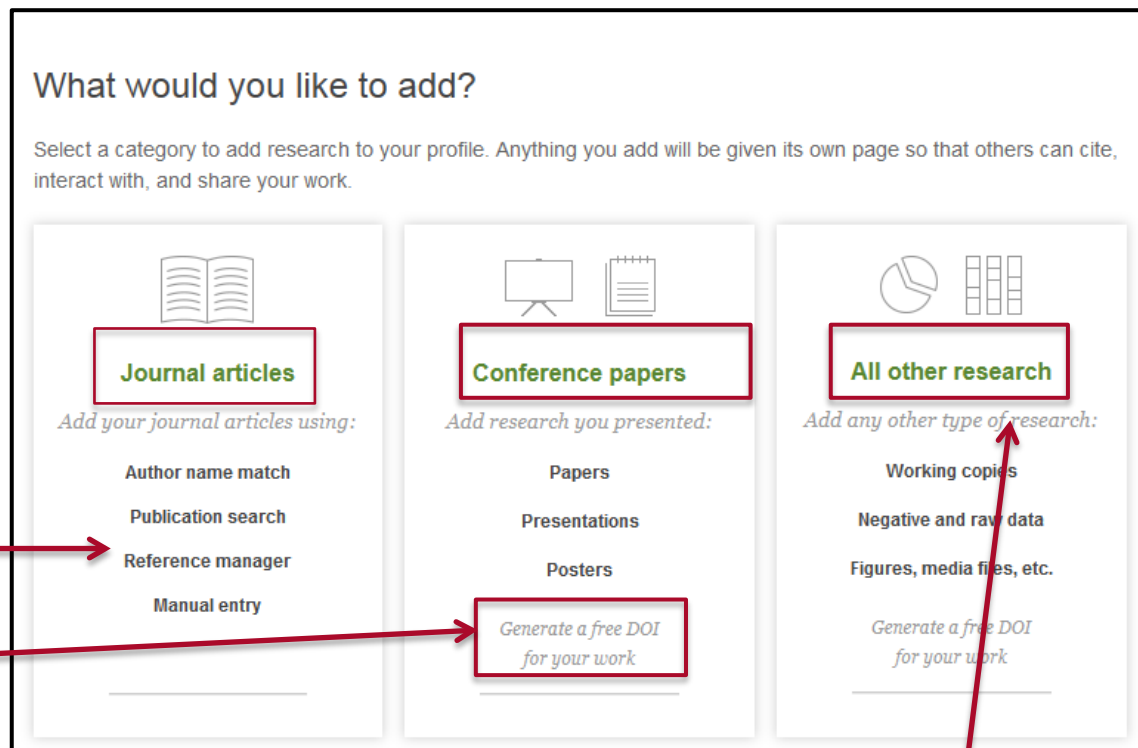 What would you like to add?
Select a category to add research to your profile. Anything you add will be given its own page so that others can cite,
interact with, and share your work.
Journal articles
Add your journal articles using:
Author name match
Publication search
Reference manager
Manual entry
Conference papers
Add research you presented:
Papers
Presentations
Posters
Generate a free DOI
for your work
All other research
Add any other type of research:
Working copies
Negative and raw data
Figures, media files, etc.
Generate a free DOI
for your work